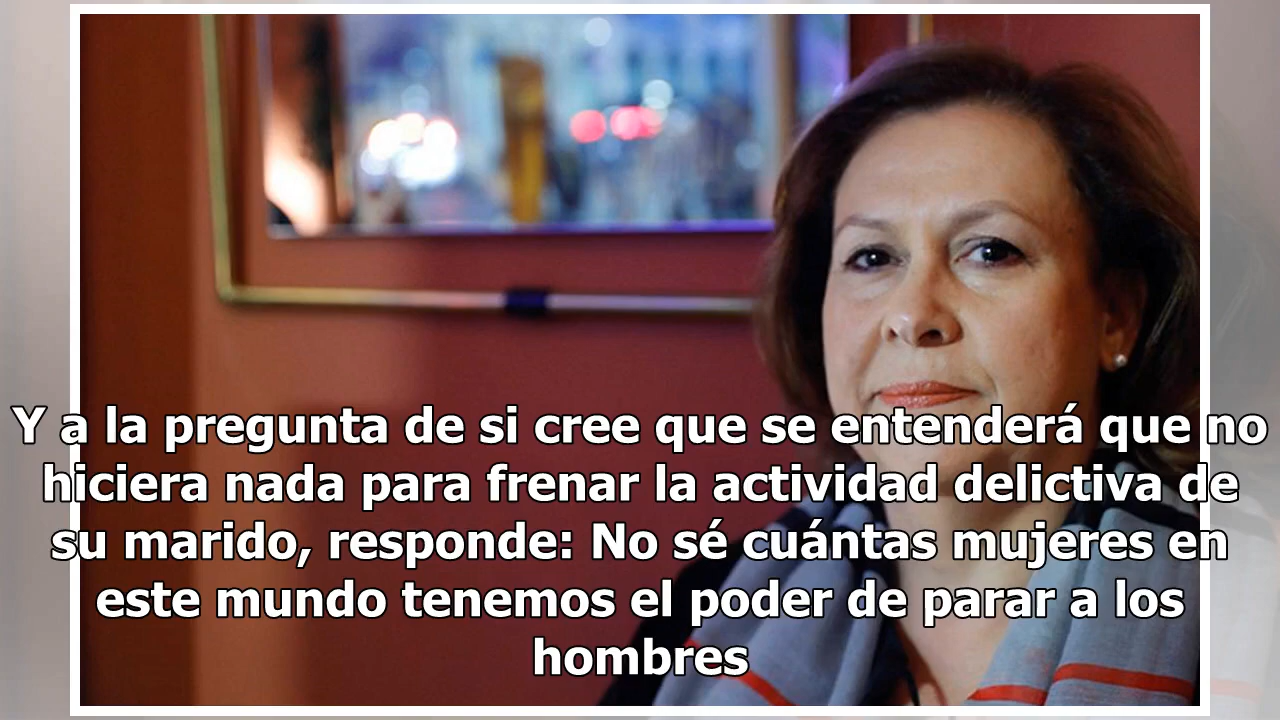 Y a la pregunta de si cree que se entenderá que no
hiciera nada para frenar la actividad delictiva de
su marido, responde: No sé cuántas mujeres en
este mundo tenemos el poder de parar a los
hombres